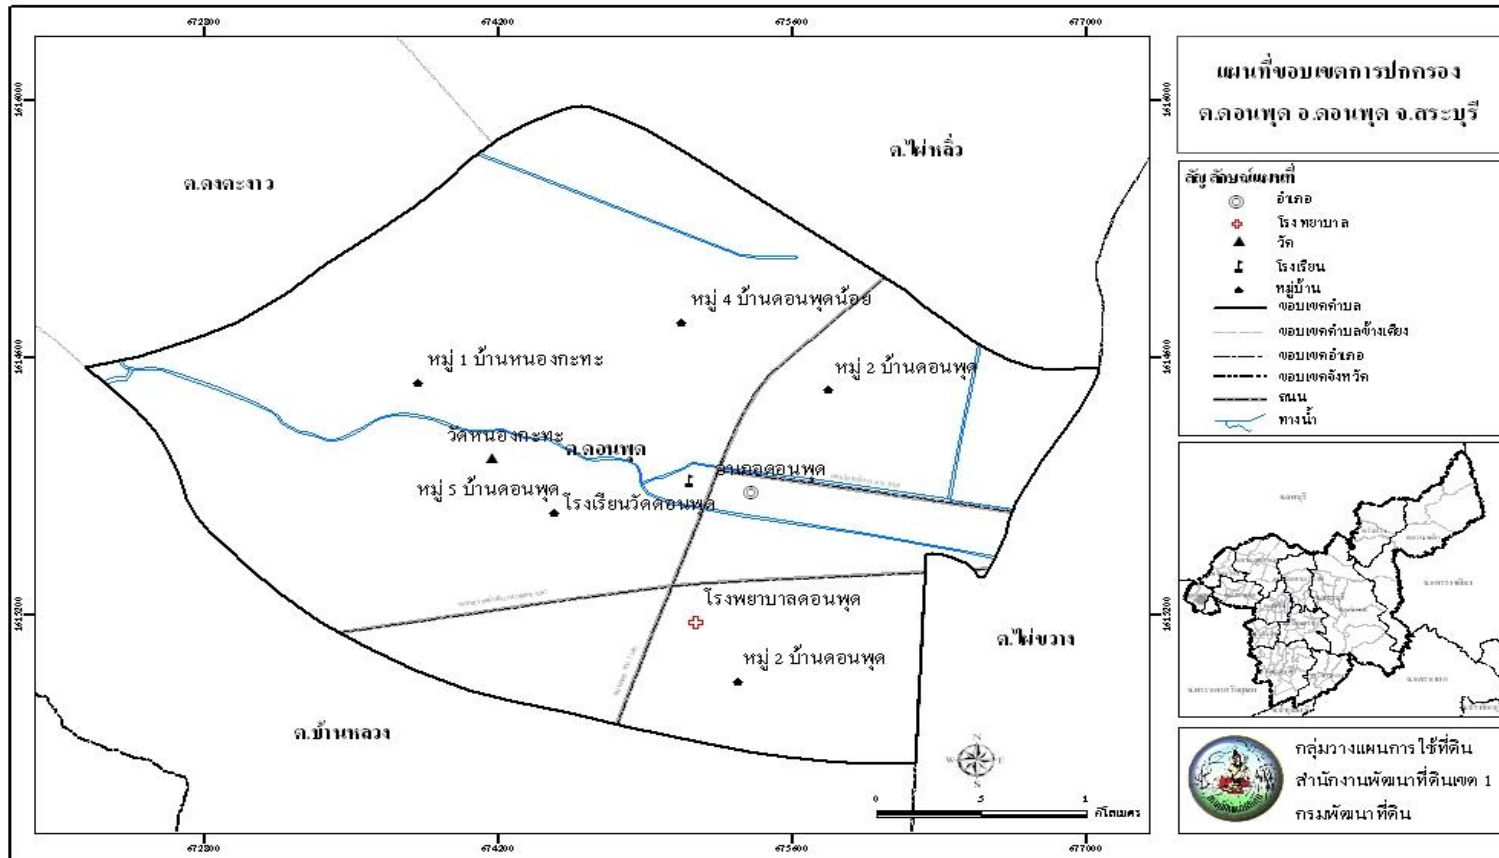 672800 674200 675600 677000
1616000 1616000
แผนที่ขอบเขตการปกครอง
ต.ดอนพุด อ.ดอนพุด จ.สระบุรี
ต.ไผ่หลิ่ว
ต.ดงตะงาว
สัญลักษณ์แผนที่
อำเภอ
โรงพยาบาล
วัด
โรงเรียน
หมู่บ้าน
ขอบเขตตำบล
ขอบเขตตำบลข้างเคียง
ขอบเขตอำเภอ
ขอบเขตจังหวัด
ถนน
ทางน้ำ
หมู่ 4 บ้านดอนพุดน้อย
1614600 1614600
หมู่ 1 บ้านหนองกะทะ
หมู่ 2 บ้านดอนพุด
วัดหนองกะทะ
ต.ดอนพุด
อำเภอดอนพุด
หมู่ 5 บ้านดอนพุด
โรงเรียนวัดดอนพุด
โรงพยาบาลดอนพุด
1613200 1613200
ต.ไผ่ขวาง
หมู่ 2 บ้านดอนพุด
ต.บ้านหลวง
N
W E
S
0 .5 1
กิโลเมตร
กลุ่มวางแผนการใช้ที่ดิน
สำนักงานพัฒนาที่ดินเขต 1
กรมพัฒนาที่ดิน
672800 674200 675600 677000